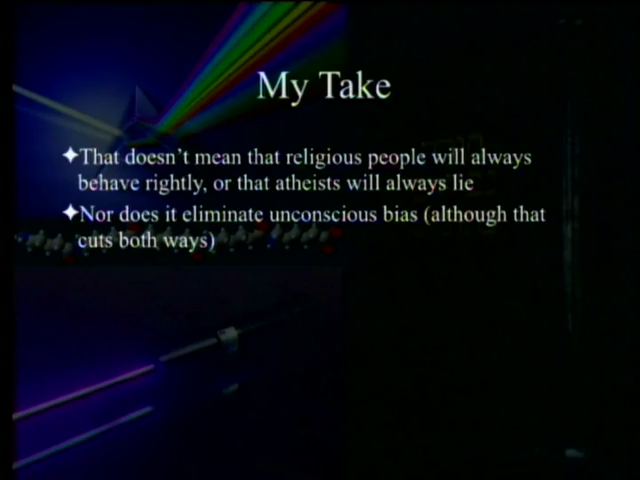 My Take
✦That doesn't mean that religious people will always
behave rightly, or that atheists will always lie
✦Nor does it eliminate unconscious bias (although that
cuts both ways)